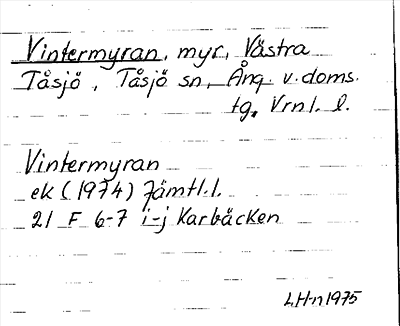 Vintermyran, myr, Västra
Tåsjö, Tåsjö sn, Ång. v. doms.
tg, Vrnl. l.
Vintermyran
ek (1974) Jämtl. l.
21 F 6-7 i-j Karbäcken
LH-n 1975